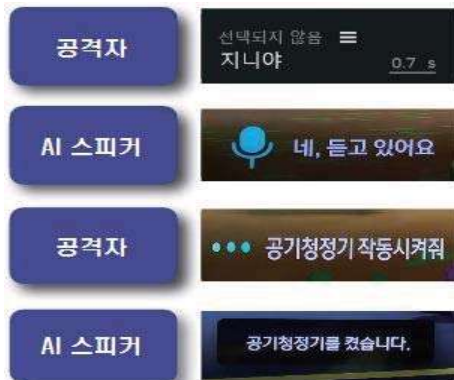 공격자
선택되지 않음
지니야
0.7 s
AI 스피커
네, 듣고 있어요
공격자
공기청정기 작동시켜줘
AI 스피커
공기청정기를 켰습니다.